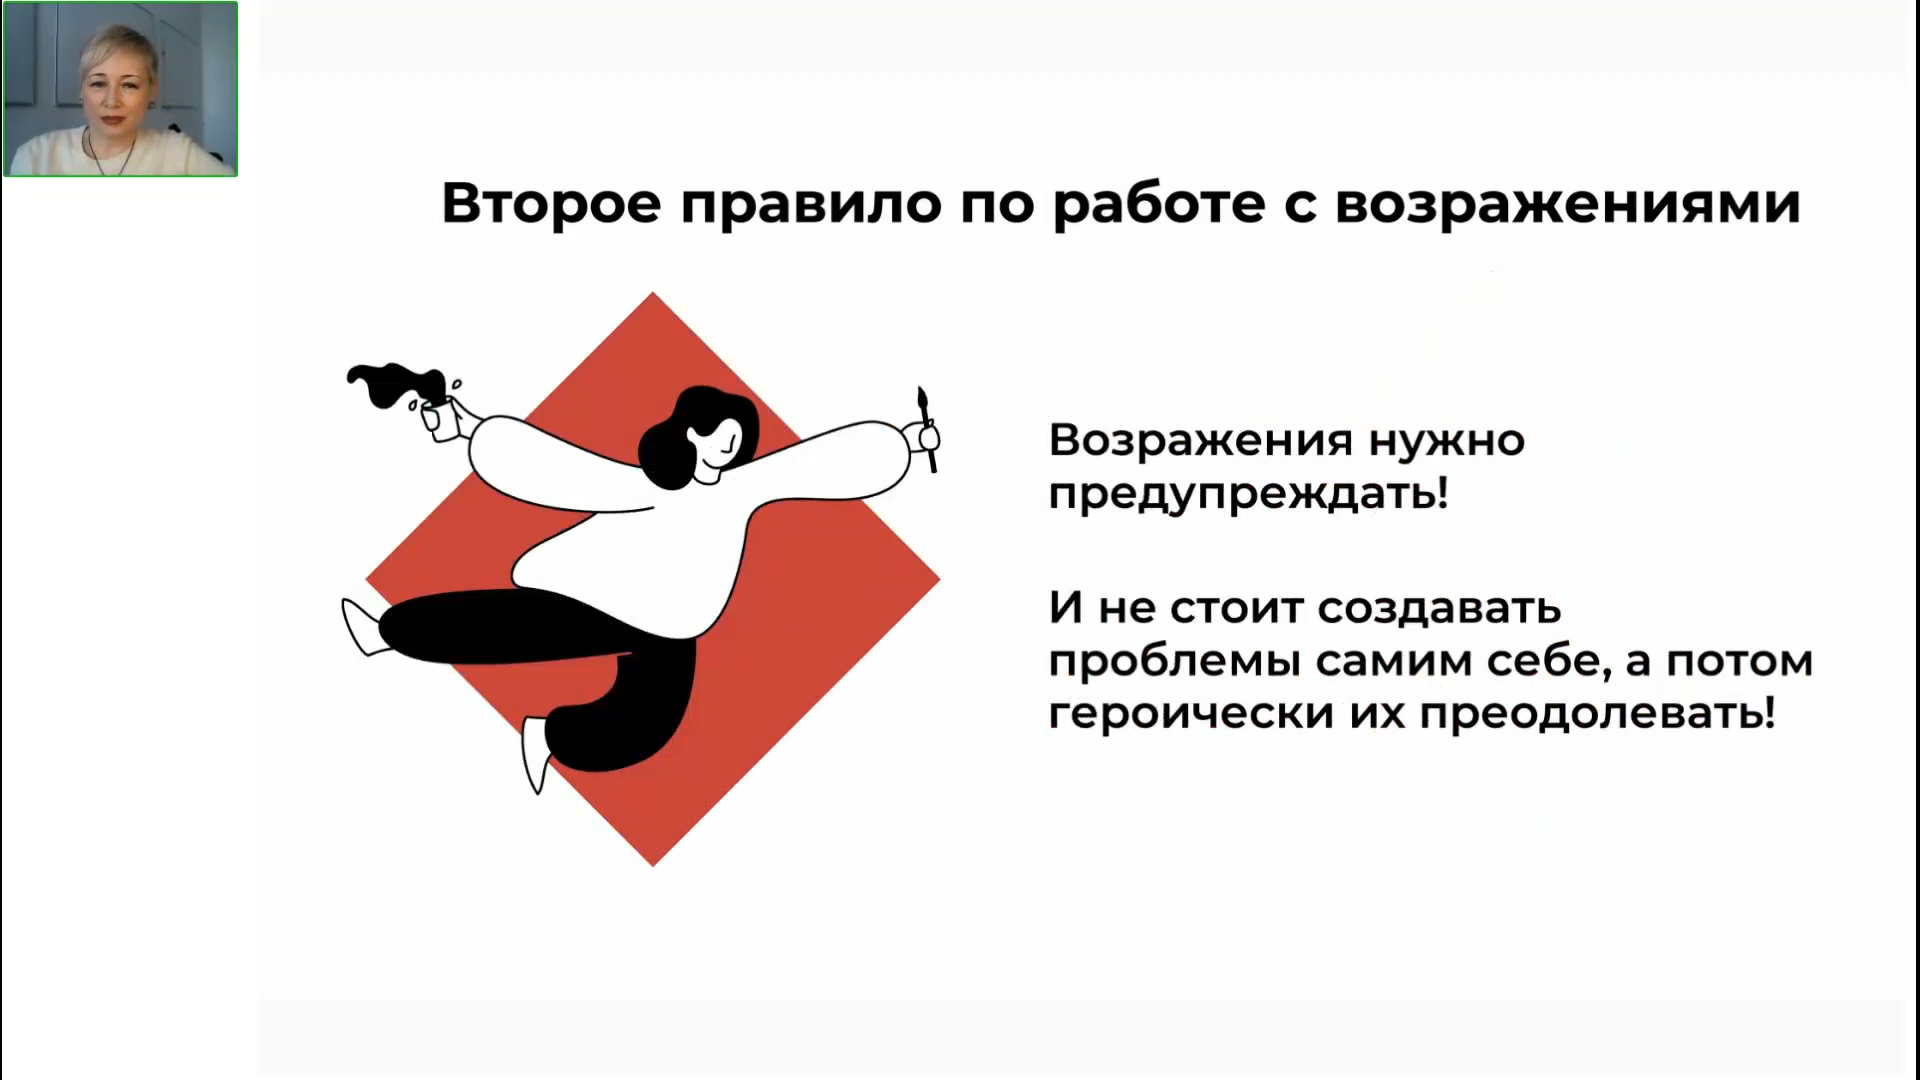 Второе правило по работе с возражениями
Возражения нужно
предупреждать!
И не стоит создавать
проблемы самим себе, а потом
героически их преодолевать!